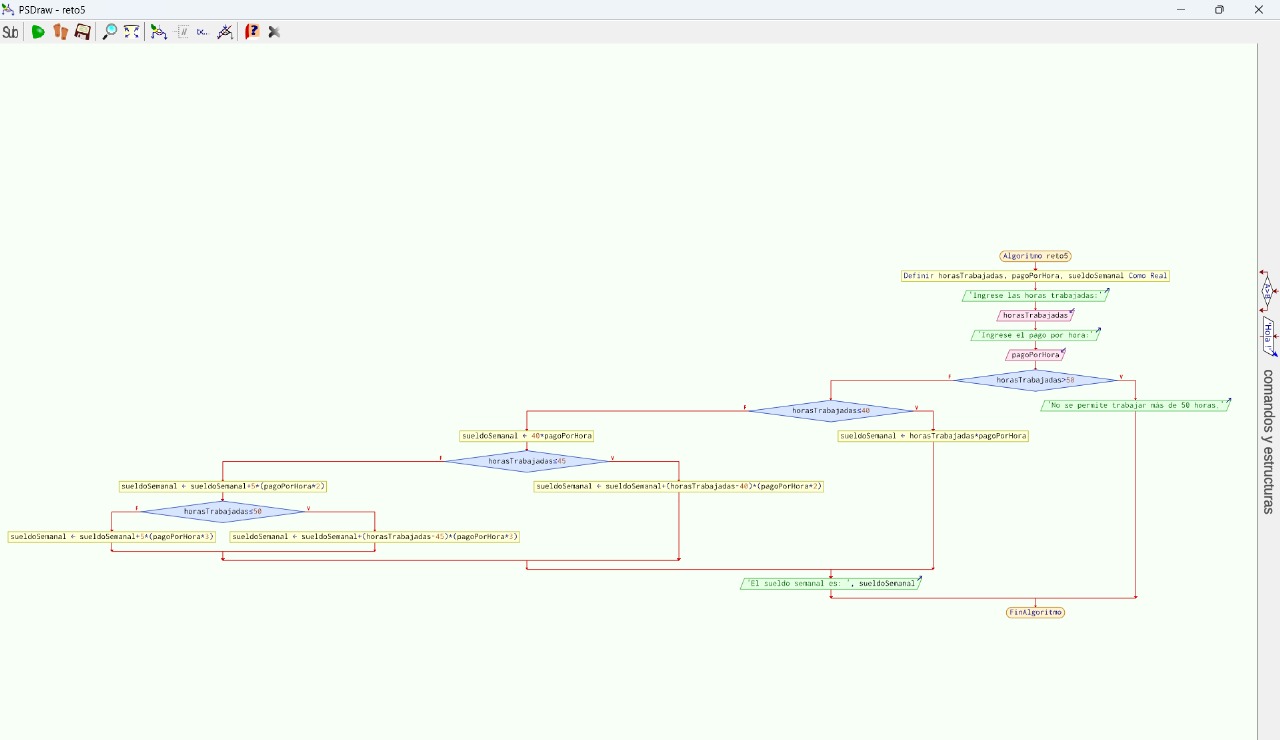 PSDraw - reto5
Sub
Algoritmo reto5
Definir horasTrabajadas, pagoPorHora, sueldoSemanal Como Real
'Ingrese las horas trabajadas:'
horasTrabajadas
'Ingrese el pago por hora:'
pagoPorHora
horasTrabajadas>50
F
V
'No se permite trabajar más de 50 horas.'
horasTrabajadas≤40
F
V
sueldoSemanal ← 40*pagoPorHora
sueldoSemanal ← horasTrabajadas*pagoPorHora
horasTrabajadas≤45
F
V
sueldoSemanal ← sueldoSemanal+5*(pagoPorHora*2)
sueldoSemanal ← sueldoSemanal+(horasTrabajadas-40)*(pagoPorHora*2)
horasTrabajadas≤50
F
V
sueldoSemanal ← sueldoSemanal+5*(pagoPorHora*3)
sueldoSemanal ← sueldoSemanal+(horasTrabajadas-45)*(pagoPorHora*3)
'El sueldo semanal es: ', sueldoSemanal
FinAlgoritmo
A>B
'Hola !'
comandos y estructuras